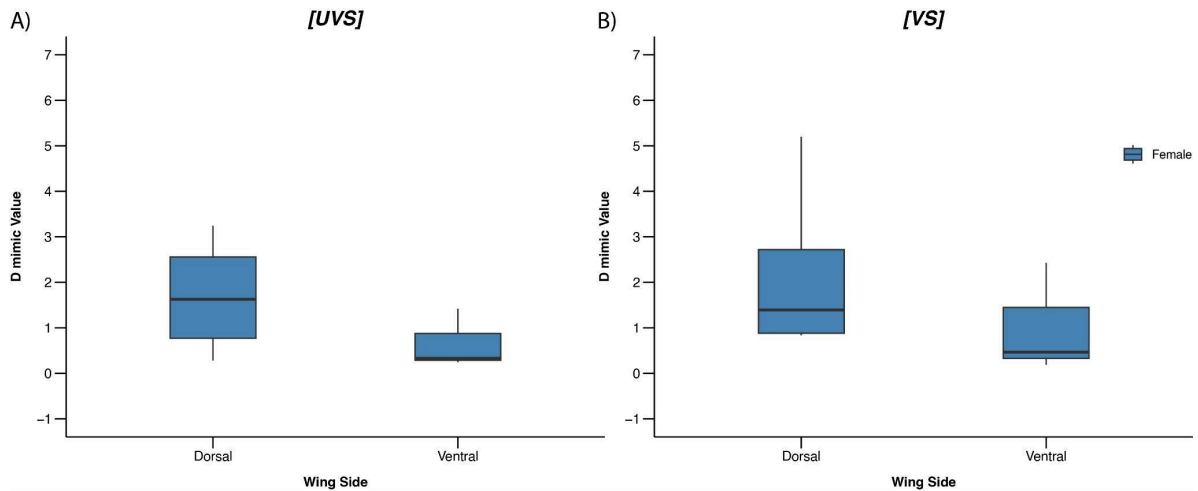 A)
[UVS]
7
6
5
4
3
2
1
0
−1
D mimic Value
Dorsal
Ventral
Wing Side
B)
[VS]
7
6
5
4
3
2
1
0
−1
D mimic Value
Dorsal
Ventral
Wing Side
Female